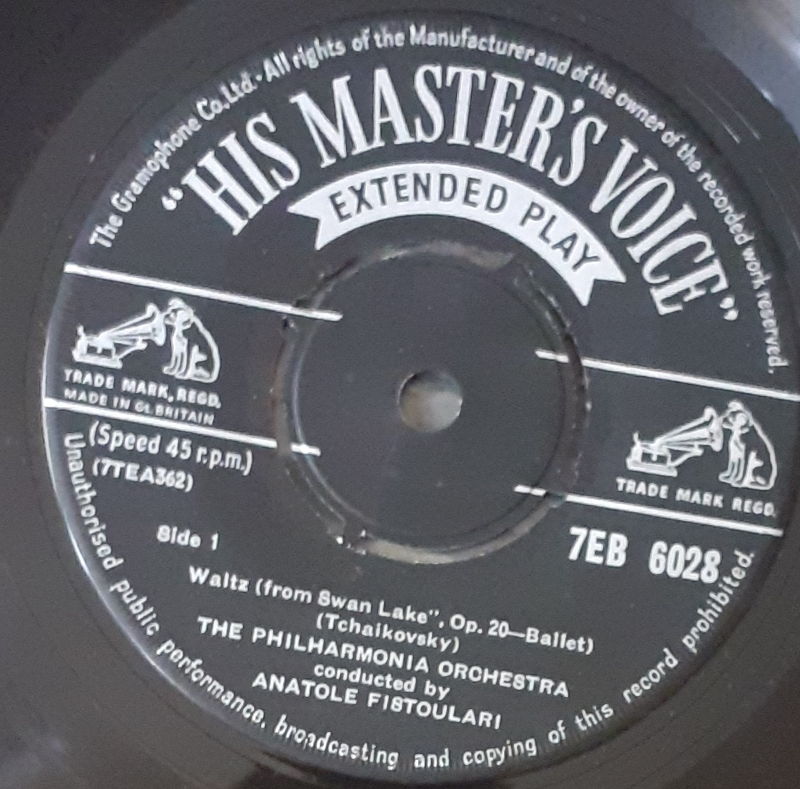 The Gramophone Co.Ltd. · All rights of the Manufacturer and of the owner of the recorded work reserved.
"HIS MASTER'S VOICE"
EXTENDED PLAY
TRADE MARK, REGD.
MADE IN GT. BRITAIN
TRADE MARK REGD.
(Speed 45 r.p.m.)
(7TEA362)
7EB 6028
Side 1
Waltz (from Swan Lake", Op. 20—Ballet)
(Tchaikovsky)
THE PHILHARMONIA ORCHESTRA
conducted by
ANATOLE FISTOULARI
Unauthorised public performance, broadcasting and copying of this record prohibited.